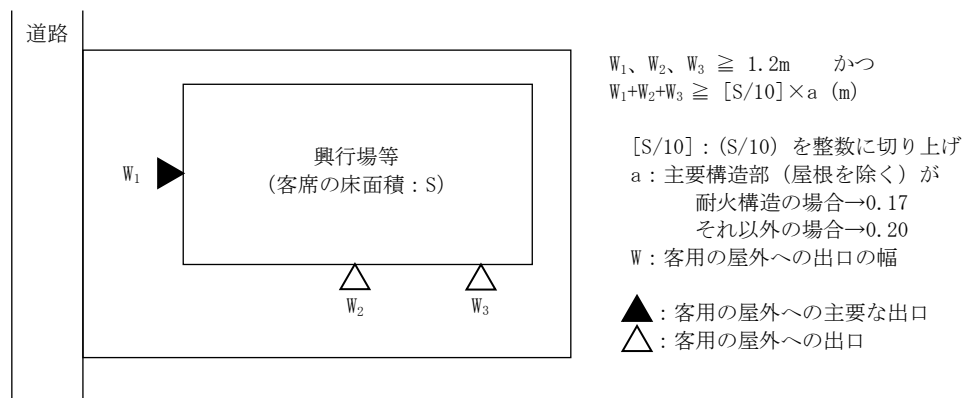 道路
W₁、W₂、W₃ ≧ 1.2m かつ
W₁+W₂+W₃ ≧ [S/10]×a (m)
興行場等
(客席の床面積：S)
W₁
W₂
W₃
[S/10]：(S/10) を整数に切り上げ
a：主要構造部（屋根を除く）が
耐火構造の場合→0.17
それ以外の場合→0.20
W：客用の屋外への出口の幅
▲：客用の屋外への主要な出口
△：客用の屋外への出口